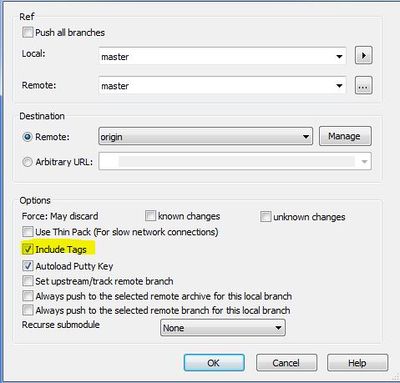 Ref
Push all branches
Local: master
Remote: master ...
Destination
Remote: origin Manage
Arbitrary URL:
Options
Force: May discard known changes unknown changes
Use Thin Pack (For slow network connections)
Include Tags
Autoload Putty Key
Set upstream/track remote branch
Always push to the selected remote archive for this local branch
Always push to the selected remote branch for this local branch
Recurse submodule None
OK Cancel Help